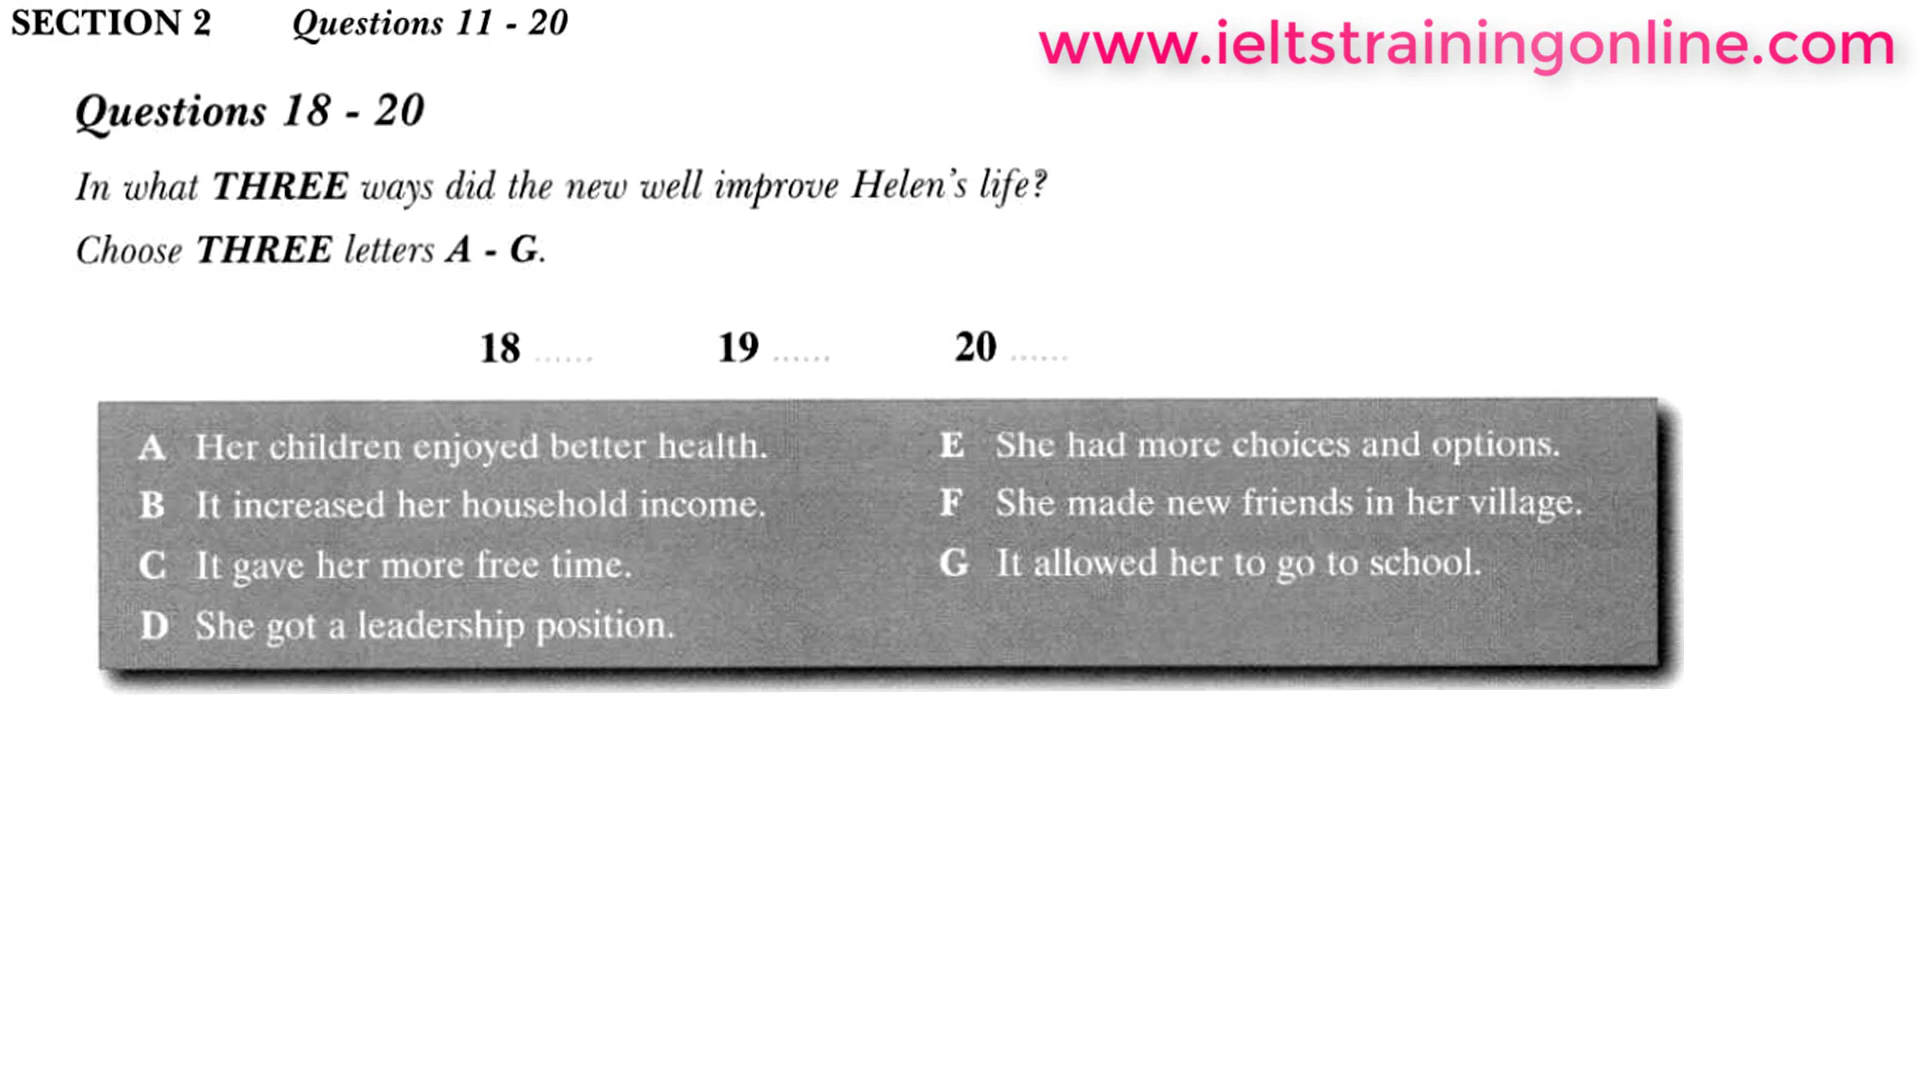 SECTION 2 Questions 11 - 20
www.ieltstrainingonline.com
Questions 18 - 20
In what THREE ways did the new well improve Helen's life?
Choose THREE letters A - G.
18 ...... 19 ...... 20 ......
A Her children enjoyed better health.
B It increased her household income.
C It gave her more free time.
D She got a leadership position.
E She had more choices and options.
F She made new friends in her village.
G It allowed her to go to school.